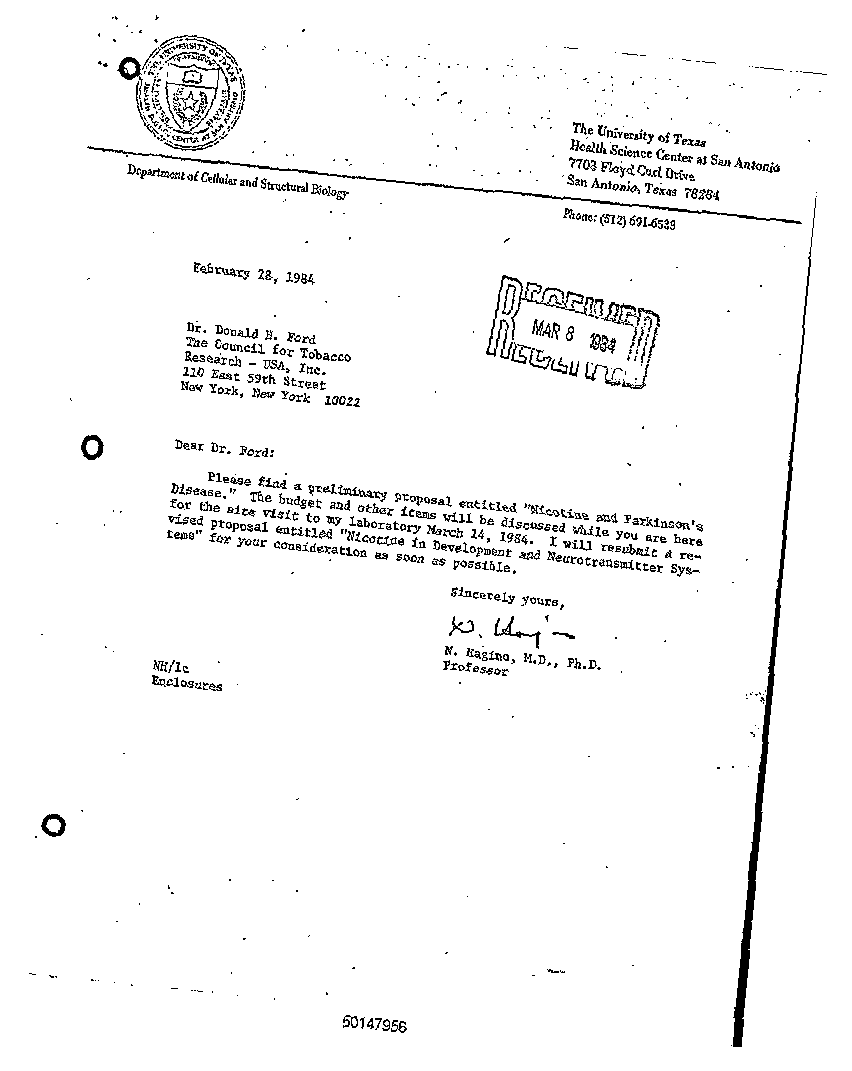 The University of Texas
Health Science Center at San Antonio
7703 Floyd Curl Drive
San Antonio, Texas 78284
Department of Cellular and Structural Biology
Phone: (512) 691-6533
February 28, 1984
RECEIVED
MAR 8 1984
Dr. Donald H. Ford
The Council for Tobacco
Research - USA, Inc.
110 East 59th Street
New York, New York 10022
Dear Dr. Ford:
Please find a preliminary proposal entitled "Nicotine and Parkinson's
Disease." The budget and other items will be discussed while you are here
for the site visit to my laboratory March 14, 1984. I will resubmit a re-
vised proposal entitled "Nicotine in Development and Neurotransmitter Sys-
tems" for your consideration as soon as possible.
Sincerely yours,
N. Hagino, M.D., Ph.D.
Professor
NH/lc
Enclosures
50147956